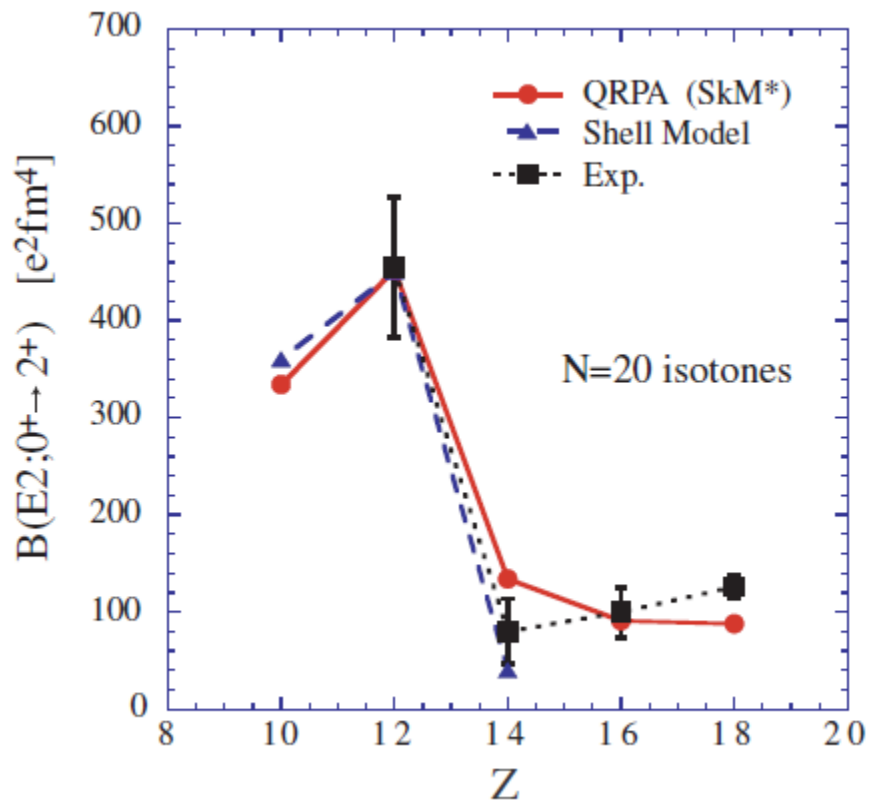 700
600
500
400
300
200
100
0
B(E2;0⁺→2⁺) [e²fm⁴]
QRPA (SkM*)
Shell Model
Exp.
N=20 isotones
8 10 12 14 16 18 20
Z